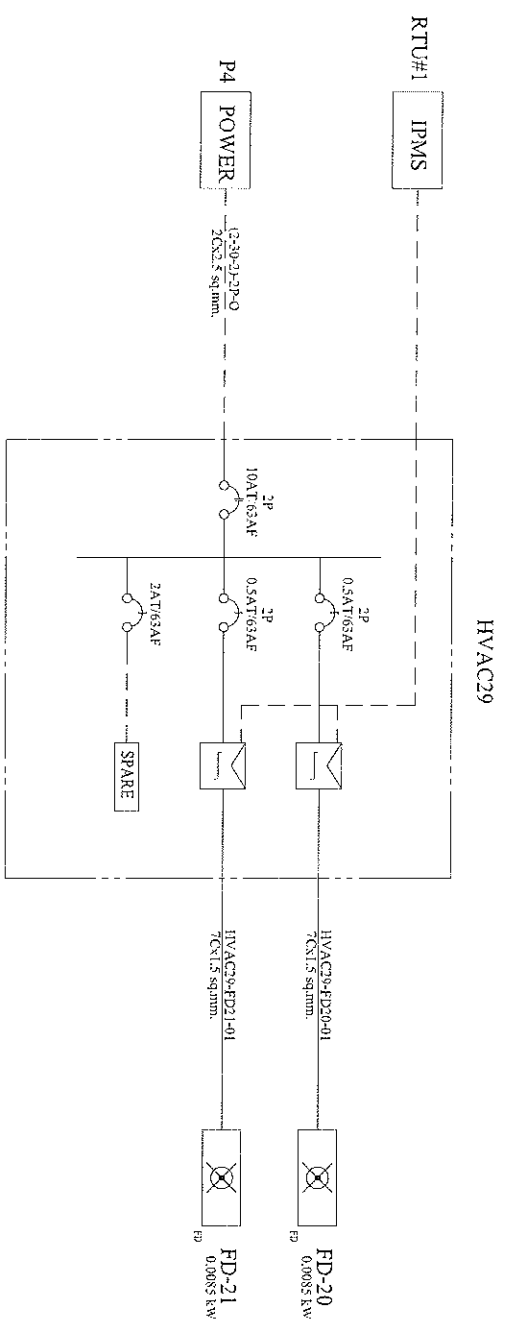 HVAC29
RTU#1
IPMS
P4
POWER
(2-30-2)-2P-O
2Cx2.5 sq.mm.
2P
10AT/63AF
2P
0.5AT/63AF
2P
0.5AT/63AF
2AT/63AF
SPARE
HVAC29-FD20-01
7Cx1.5 sq.mm.
HVAC29-FD21-01
7Cx1.5 sq.mm.
FD
FD-20
0.0085 kW
FD
FD-21
0.0085 kW